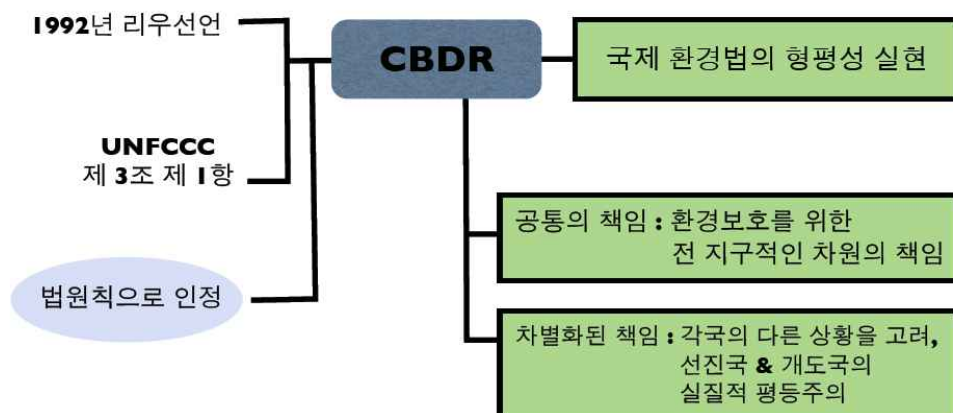 1992년 리우선언
CBDR
국제 환경법의 형평성 실현
UNFCCC
제 3조 제 1항
공통의 책임 : 환경보호를 위한
전 지구적인 차원의 책임
법원칙으로 인정
차별화된 책임 : 각국의 다른 상황을 고려,
선진국 & 개도국의
실질적 평등주의